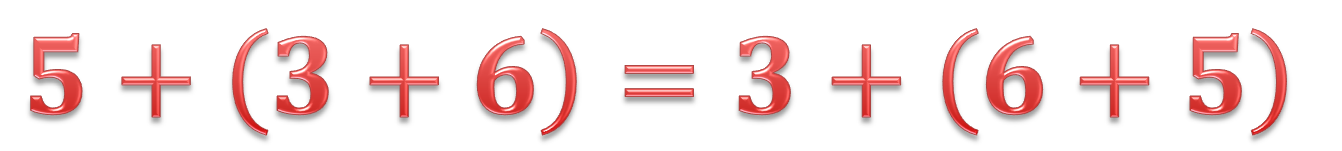 5 + (3 + 6) = 3 + (6 + 5)